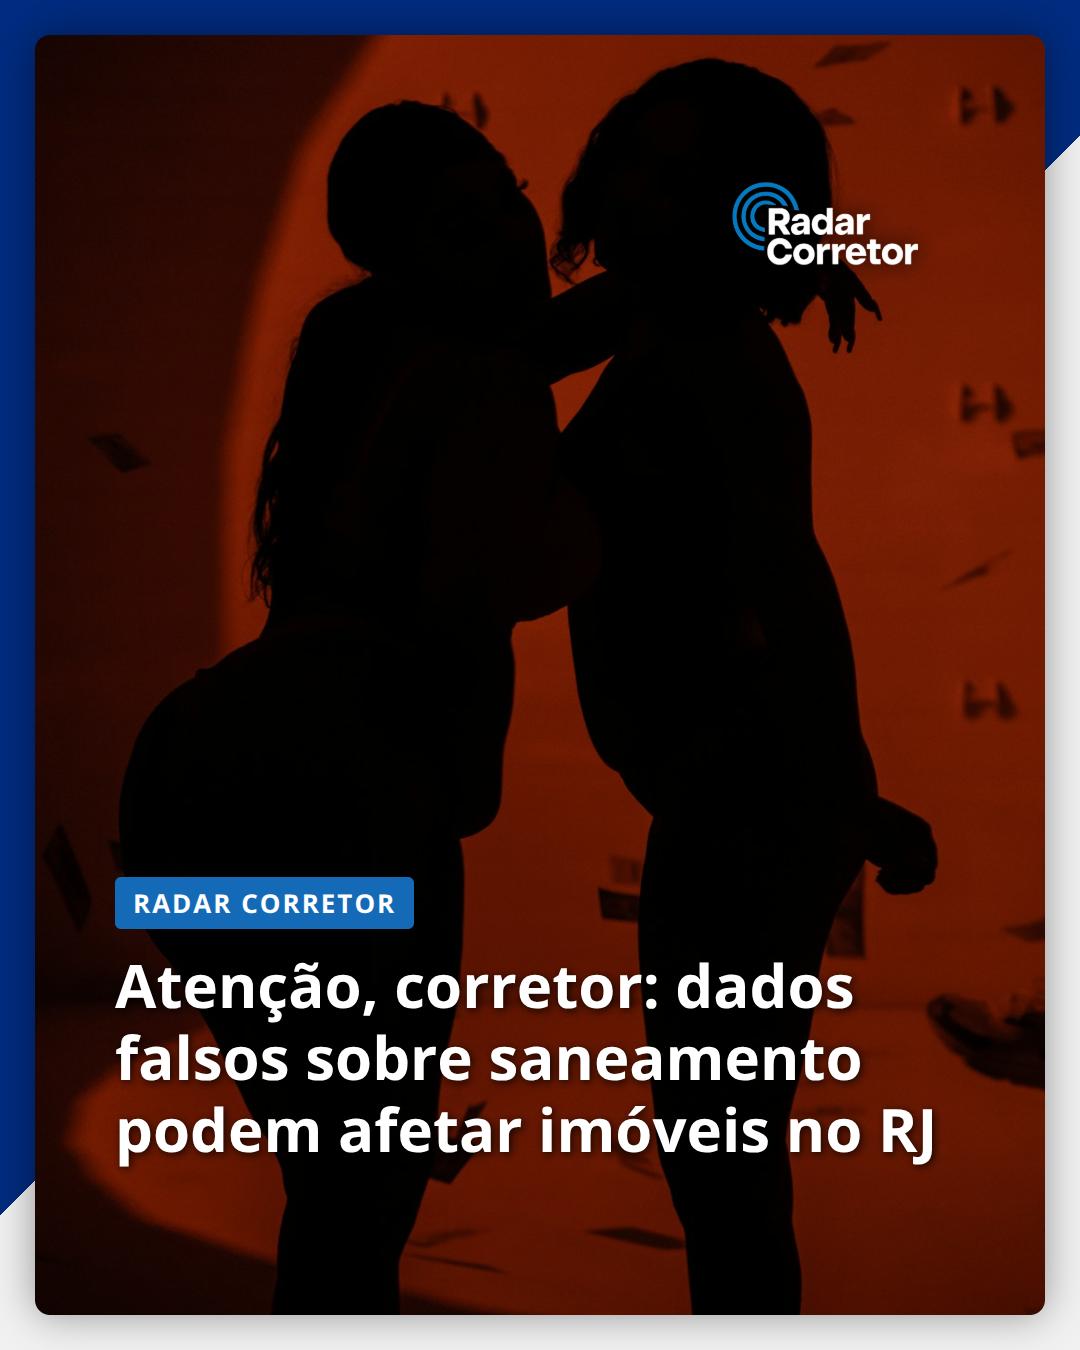 Radar
Corretor
RADAR CORRETOR
Atenção, corretor: dados
falsos sobre saneamento
podem afetar imóveis no RJ